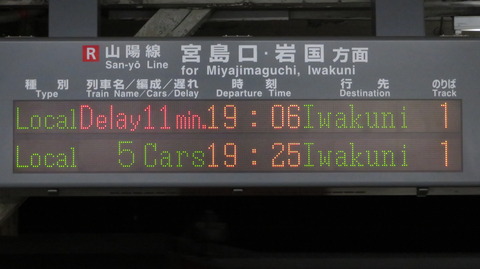 R 山陽線 宮島口・岩国 方面
San-yō Line for Miyajimaguchi, Iwakuni
種別 列車名／編成／遅れ 時刻 行先 のりば
Type Train Name／Cars／Delay Departure Time Destination Track
Local Delay 11 min. 19:06 Iwakuni 1
Local 5 Cars 19:25 Iwakuni 1